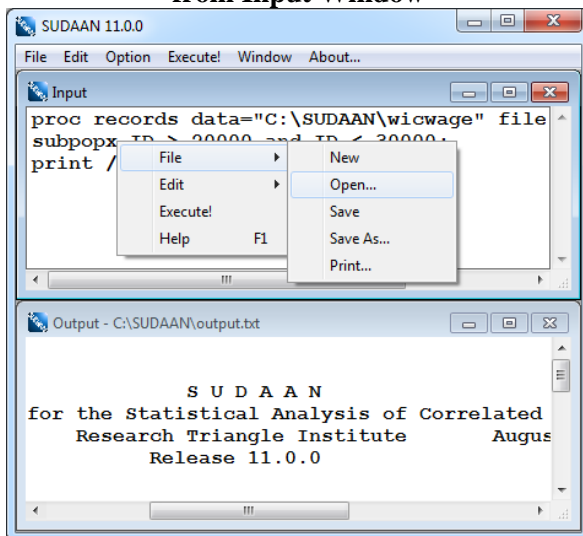 from Input Window
SUDAAN 11.0.0
File Edit Option Execute! Window About...
Input
proc records data="C:\SUDAAN\wicwage" file
subpopx ID > 20000 and ID < 30000;
print /
File
Edit
Execute!
Help F1
New
Open...
Save
Save As...
Print...
Output - C:\SUDAAN\output.txt
S U D A A N
for the Statistical Analysis of Correlated
Research Triangle Institute Augus
Release 11.0.0